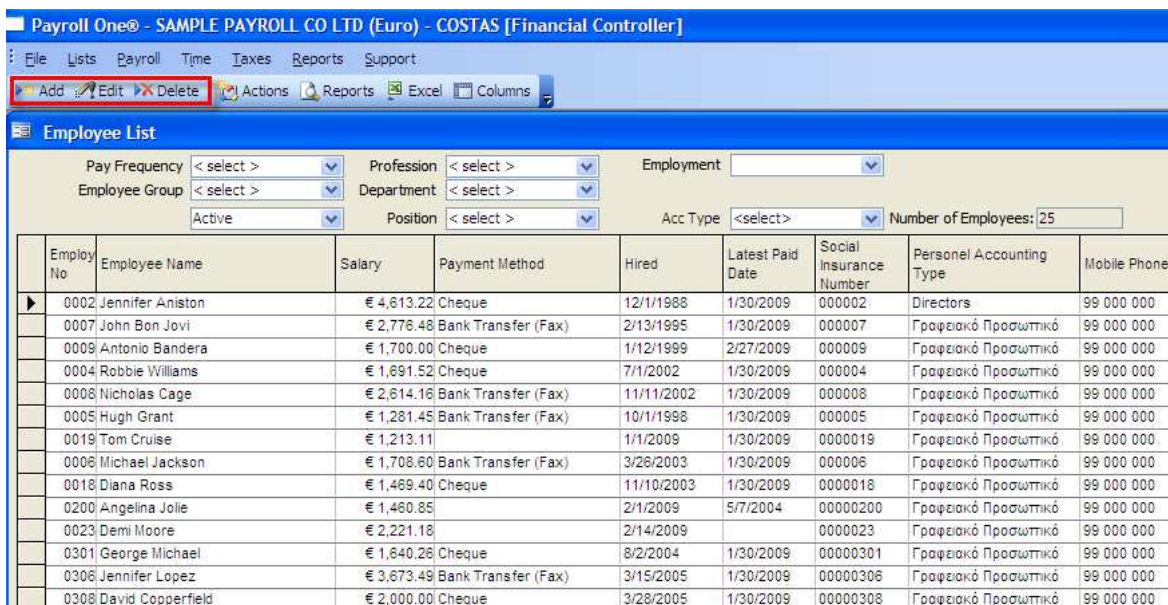 Payroll One® - SAMPLE PAYROLL CO LTD (Euro) - COSTAS [Financial Controller]
File Lists Payroll Time Taxes Reports Support
Add Edit Delete Actions Reports Excel Columns
Employee List
Pay Frequency < select > Profession < select > Employment
Employee Group < select > Department < select >
Active Position < select > Acc Type <select> Number of Employees: 25
Employ No Employee Name Salary Payment Method Hired Latest Paid Date Social Insurance Number Personel Accounting Type Mobile Phone
0002 Jennifer Aniston € 4,613.22 Cheque 12/1/1988 1/30/2009 000002 Directors 99 000 000
0007 John Bon Jovi € 2,776.48 Bank Transfer (Fax) 2/13/1995 1/30/2009 000007 Γραφειακό Προσωπικό 99 000 000
0009 Antonio Bandera € 1,700.00 Cheque 1/12/1999 2/27/2009 000009 Γραφειακό Προσωπικό 99 000 000
0004 Robbie Williams € 1,691.52 Cheque 7/1/2002 1/30/2009 000004 Γραφειακό Προσωπικό 99 000 000
0008 Nicholas Cage € 2,614.16 Bank Transfer (Fax) 11/11/2002 1/30/2009 000008 Γραφειακό Προσωπικό 99 000 000
0005 Hugh Grant € 1,281.45 Bank Transfer (Fax) 10/1/1998 1/30/2009 000005 Γραφειακό Προσωπικό 99 000 000
0019 Tom Cruise € 1,213.11 1/1/2009 1/30/2009 0000019 Γραφειακό Προσωπικό 99 000 000
0006 Michael Jackson € 1,708.60 Bank Transfer (Fax) 3/26/2003 1/30/2009 000006 Γραφειακό Προσωπικό 99 000 000
0018 Diana Ross € 1,469.40 Cheque 11/10/2003 1/30/2009 0000018 Γραφειακό Προσωπικό 99 000 000
0200 Angelina Jolie € 1,460.85 2/1/2009 5/7/2004 00000200 Γραφειακό Προσωπικό 99 000 000
0023 Demi Moore € 2,221.18 2/14/2009 0000023 Γραφειακό Προσωπικό 99 000 000
0301 George Michael € 1,640.26 Cheque 8/2/2004 1/30/2009 00000301 Γραφειακό Προσωπικό 99 000 000
0306 Jennifer Lopez € 3,673.49 Bank Transfer (Fax) 3/15/2005 1/30/2009 00000306 Γραφειακό Προσωπικό 99 000 000
0308 David Copperfield € 2,000.00 Cheque 3/28/2005 1/30/2009 00000308 Γραφειακό Προσωπικό 99 000 000